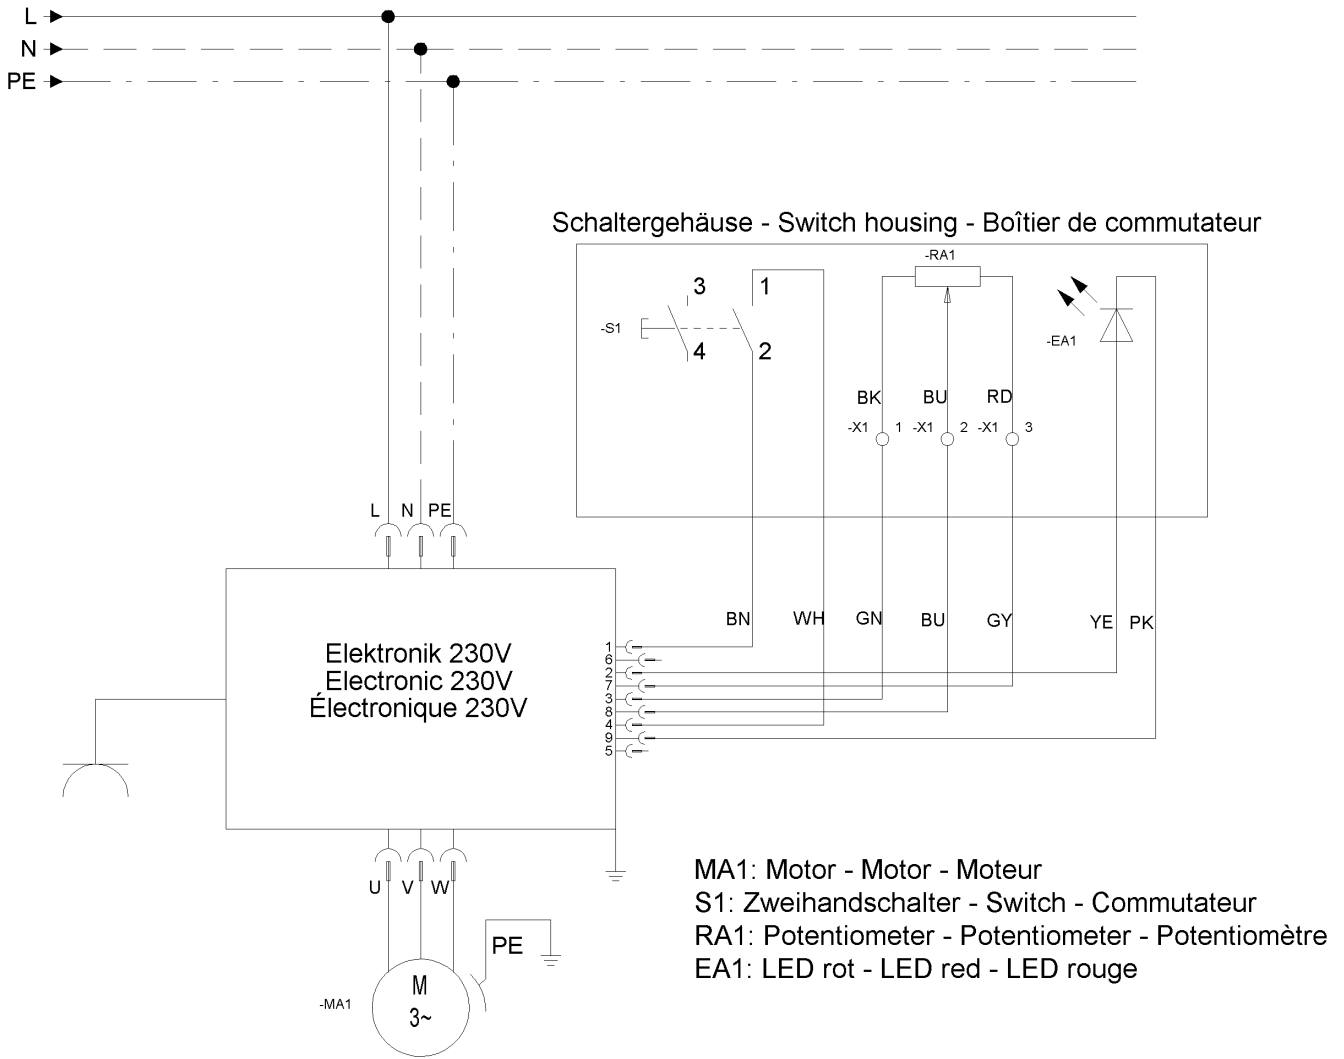 L
N
PE
Schaltergehäuse - Switch housing - Boîtier de commutateur
-RA1
3
1
-S1
4
2
-EA1
BK
BU
RD
-X1
1
-X1
2
-X1
3
L
N
PE
BN
WH
GN
BU
GY
YE
PK
Elektronik 230V
Electronic 230V
Électronique 230V
1
6
2
7
3
8
4
9
5
U
V
W
PE
M
3~
-MA1
MA1: Motor - Motor - Moteur
S1: Zweihandschalter - Switch - Commutateur
RA1: Potentiometer - Potentiometer - Potentiomètre
EA1: LED rot - LED red - LED rouge